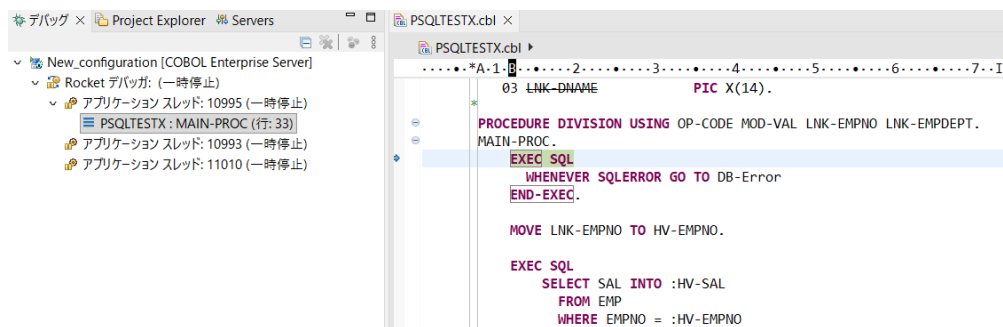 デバッグ Project Explorer Servers
New_configuration [COBOL Enterprise Server]
Rocket デバッガ: (一時停止)
アプリケーション スレッド: 10995 (一時停止)
PSQLTESTX : MAIN-PROC (行: 33)
アプリケーション スレッド: 10993 (一時停止)
アプリケーション スレッド: 11010 (一時停止)
PSQLTESTX.cbl
PSQLTESTX.cbl
*A·1·B··•····2····•····3····•····4····•····5····•····6····•····7··I
03 LNK-DNAME PIC X(14).
*
PROCEDURE DIVISION USING OP-CODE MOD-VAL LNK-EMPNO LNK-EMPDEPT.
MAIN-PROC.
EXEC SQL
WHENEVER SQLERROR GO TO DB-Error
END-EXEC.
MOVE LNK-EMPNO TO HV-EMPNO.
EXEC SQL
SELECT SAL INTO :HV-SAL
FROM EMP
WHERE EMPNO = :HV-EMPNO